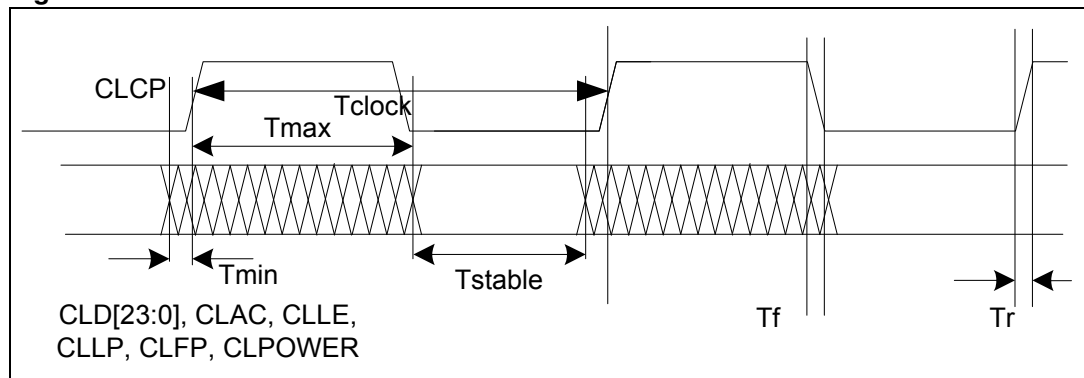 CLCP
Tclock
Tmax
Tmin
Tstable
Tf
Tr
CLD[23:0], CLAC, CLLE,
CLLP, CLFP, CLPOWER